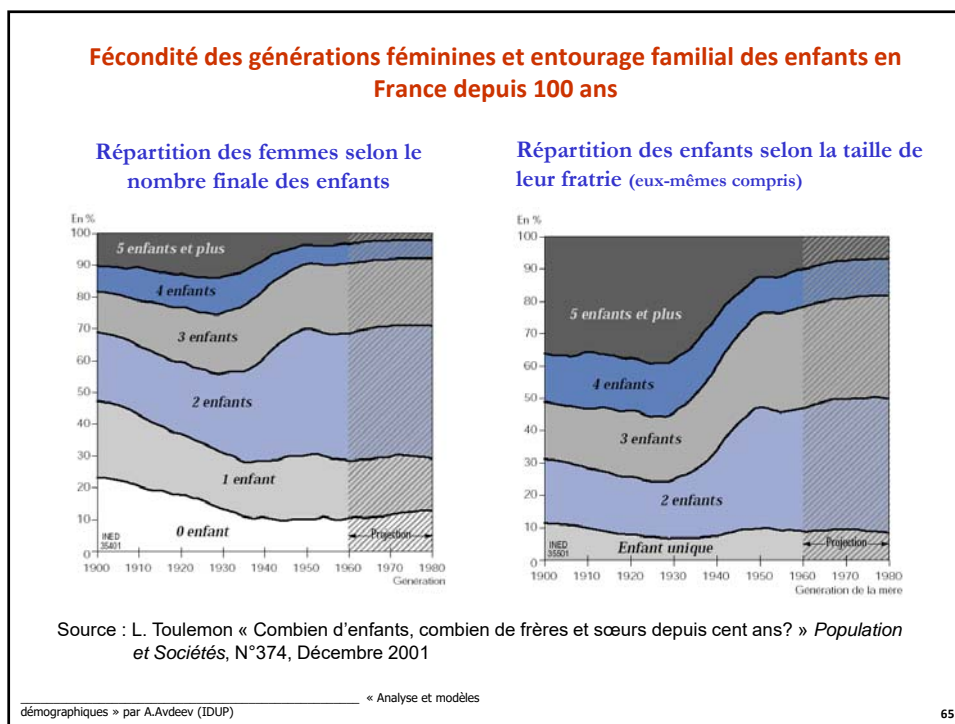 Fécondité des générations féminines et entourage familial des enfants en
France depuis 100 ans
Répartition des femmes selon le
nombre finale des enfants
En %
100
90
80
70
60
50
40
30
20
10
0
5 enfants et plus
4 enfants
3 enfants
2 enfants
1 enfant
0 enfant
INED
35401
Projection
1900 1910 1920 1930 1940 1950 1960 1970 1980
Génération
Répartition des enfants selon la taille de
leur fratrie (eux-mêmes compris)
En %
100
90
80
70
60
50
40
30
20
10
0
5 enfants et plus
4 enfants
3 enfants
2 enfants
Enfant unique
INED
35501
Projection
1900 1910 1920 1930 1940 1950 1960 1970 1980
Génération de la mère
Source : L. Toulemon « Combien d’enfants, combien de frères et sœurs depuis cent ans? » Population
et Sociétés, N°374, Décembre 2001
« Analyse et modèles
démographiques » par A.Avdeev (IDUP)
65